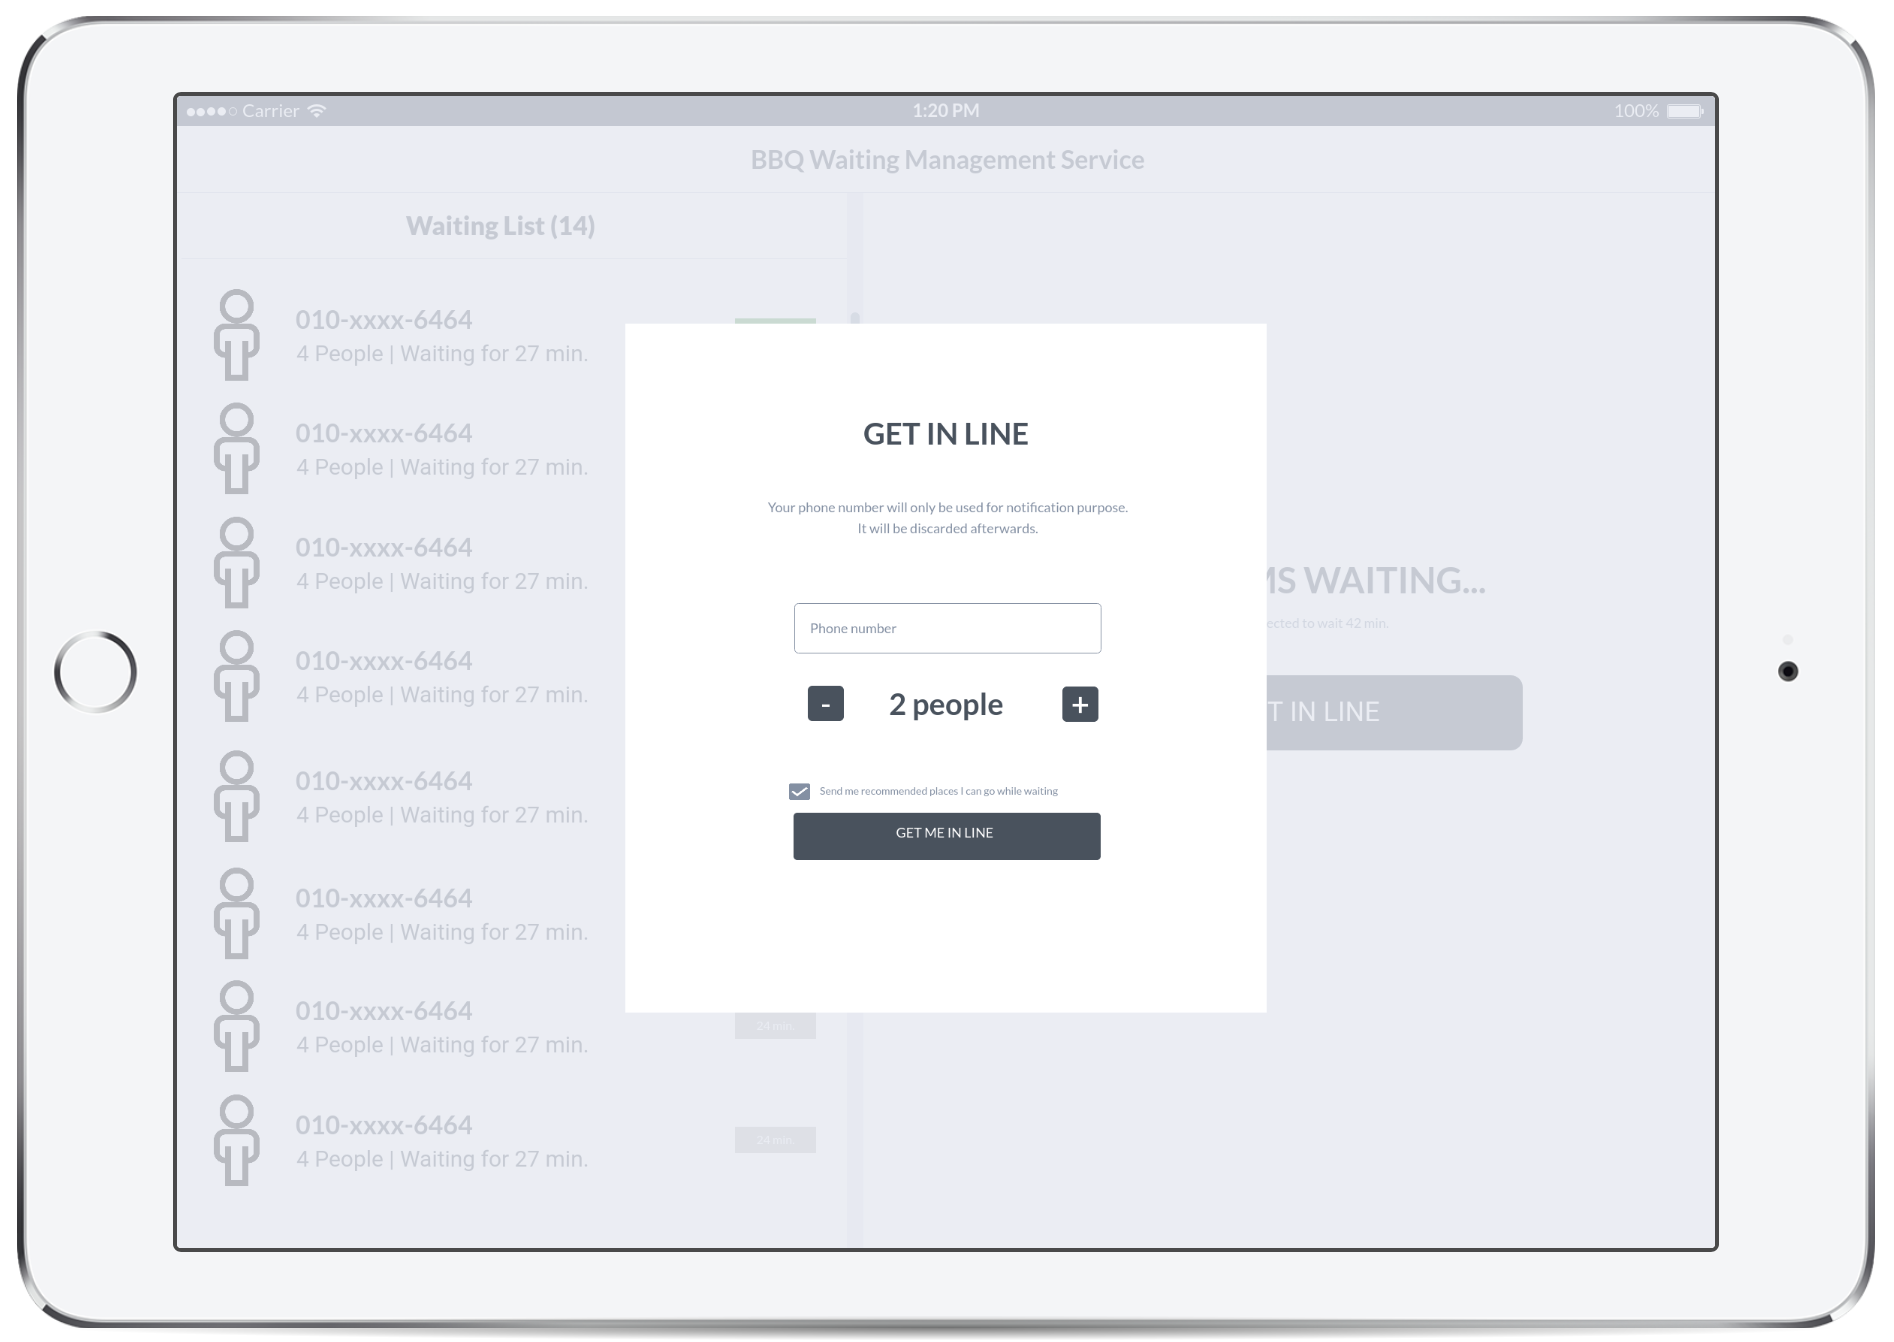 Carrier
1:20 PM
100%
BBQ Waiting Management Service
Waiting List (14)
010-xxxx-6464
4 People | Waiting for 27 min.
010-xxxx-6464
4 People | Waiting for 27 min.
010-xxxx-6464
4 People | Waiting for 27 min.
010-xxxx-6464
4 People | Waiting for 27 min.
010-xxxx-6464
4 People | Waiting for 27 min.
010-xxxx-6464
4 People | Waiting for 27 min.
010-xxxx-6464
4 People | Waiting for 27 min.
24 min.
010-xxxx-6464
4 People | Waiting for 27 min.
24 min.
GET IN LINE
Your phone number will only be used for notification purpose.
It will be discarded afterwards.
Phone number
- 2 people +
Send me recommended places I can go while waiting
GET ME IN LINE
MS WAITING...
ected to wait 42 min.
T IN LINE